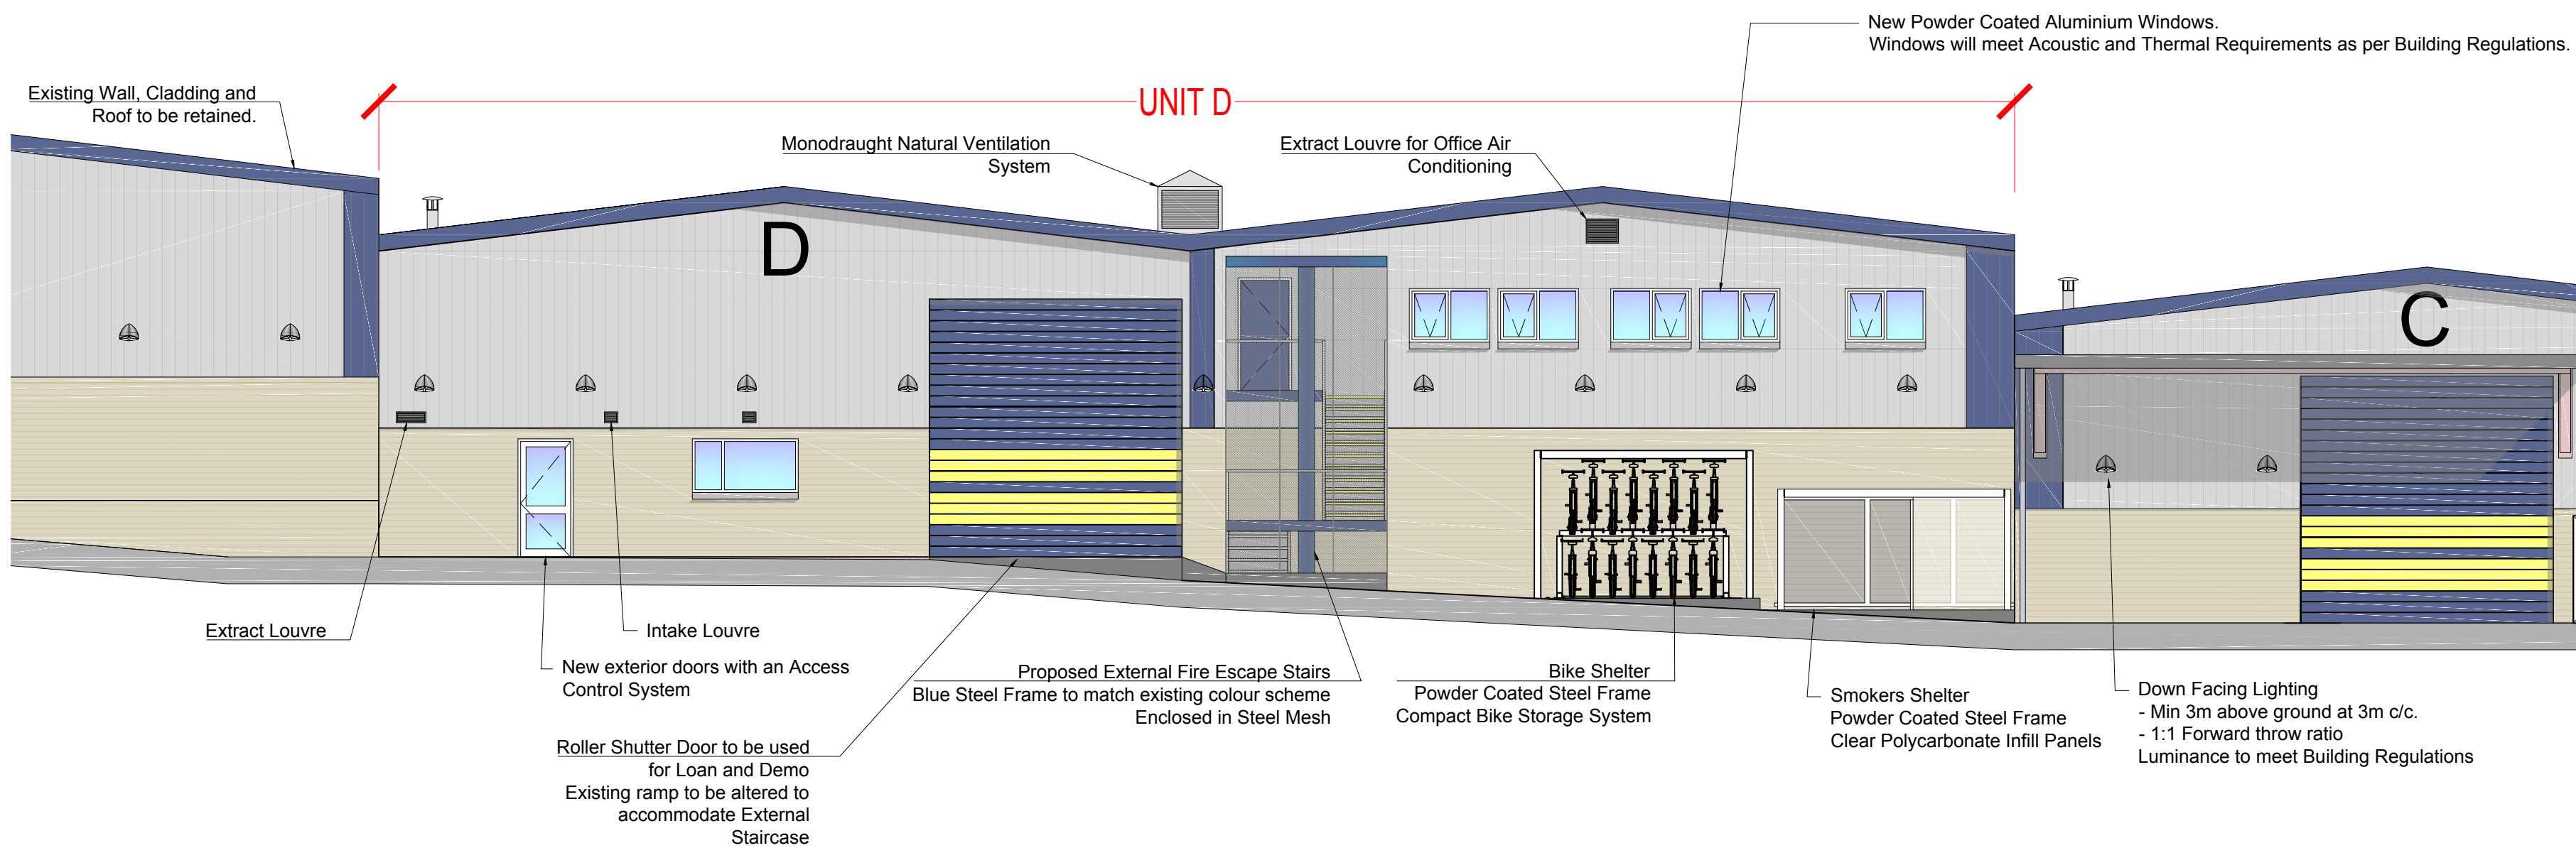 New Powder Coated Aluminium Windows.
Windows will meet Acoustic and Thermal Requirements as per Building Regulations.
Existing Wall, Cladding and
Roof to be retained.
UNIT D
Monodraught Natural Ventilation
System
Extract Louvre for Office Air
Conditioning
D
C
Extract Louvre
Intake Louvre
New exterior doors with an Access
Control System
Roller Shutter Door to be used
for Loan and Demo
Existing ramp to be altered to
accommodate External
Staircase
Proposed External Fire Escape Stairs
Blue Steel Frame to match existing colour scheme
Enclosed in Steel Mesh
Bike Shelter
Powder Coated Steel Frame
Compact Bike Storage System
Smokers Shelter
Powder Coated Steel Frame
Clear Polycarbonate Infill Panels
Down Facing Lighting
- Min 3m above ground at 3m c/c.
- 1:1 Forward throw ratio
Luminance to meet Building Regulations